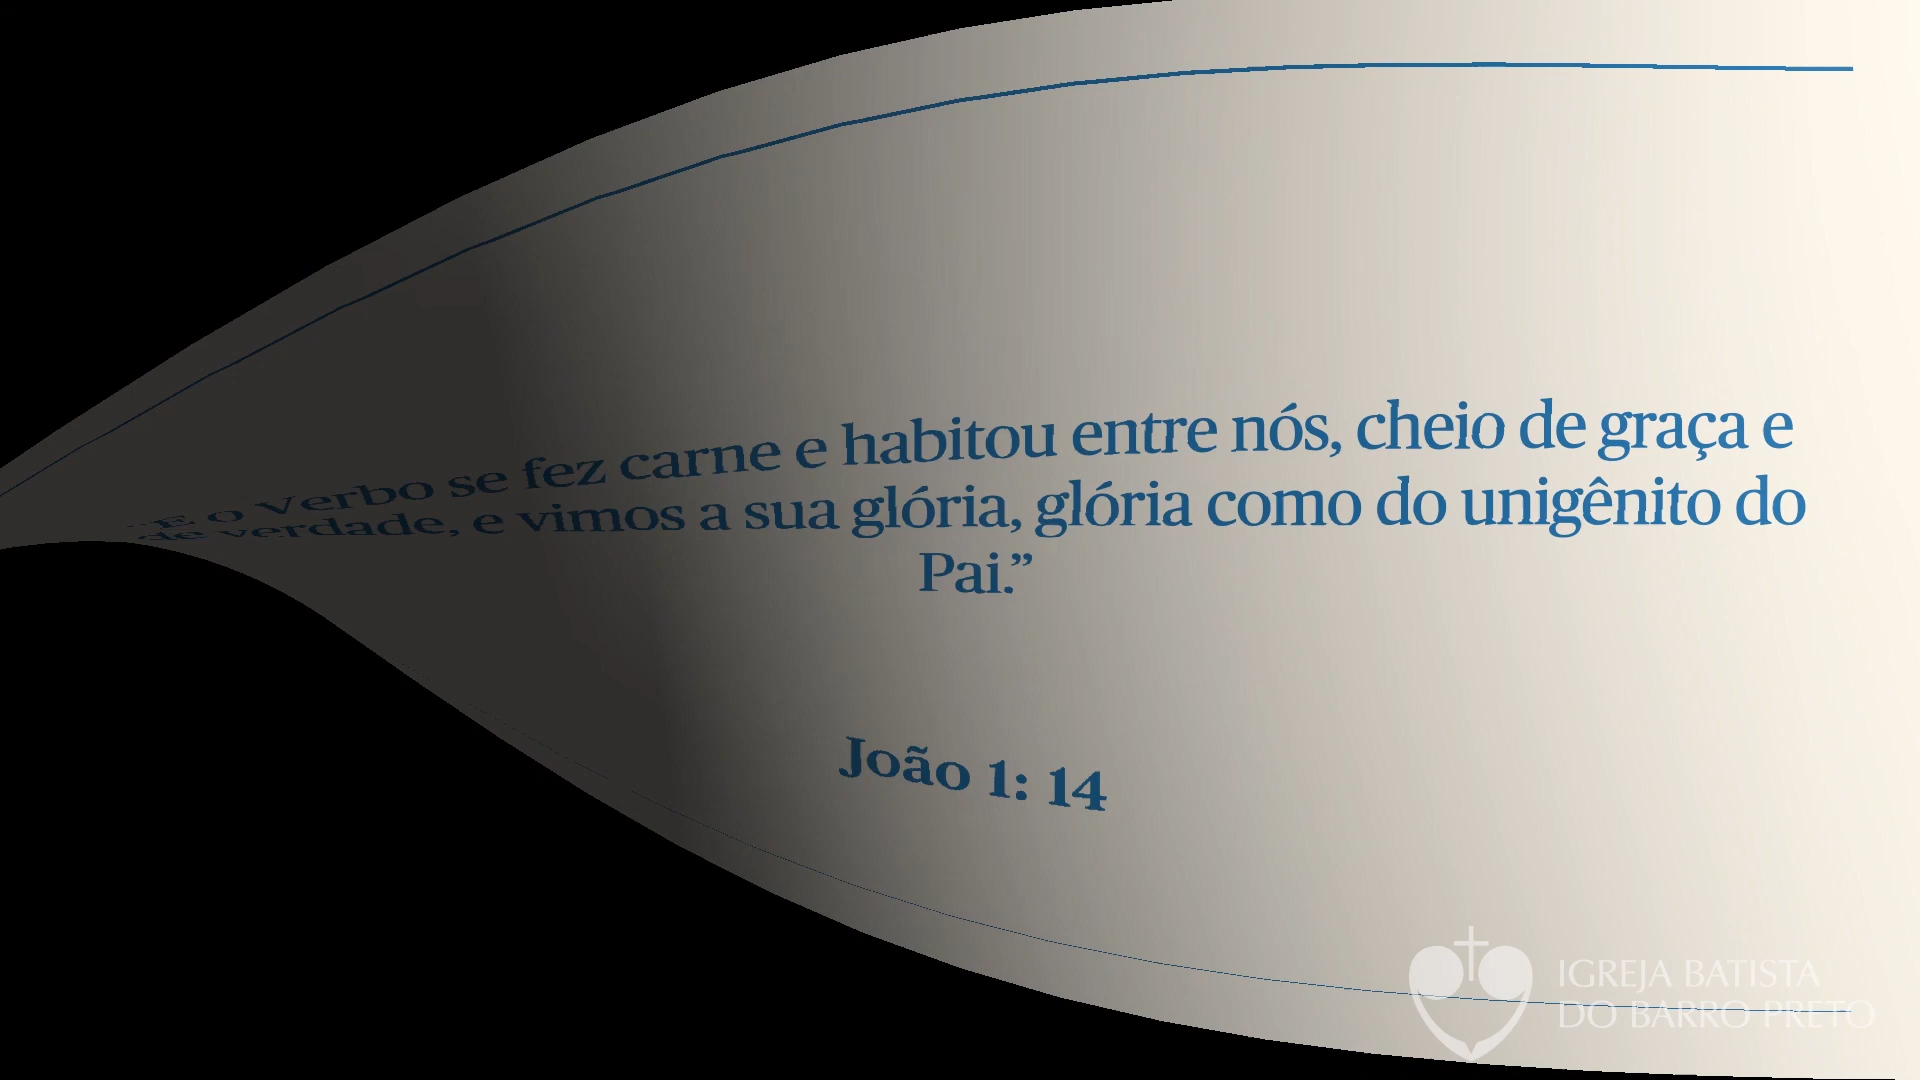 “E o Verbo se fez carne e habitou entre nós, cheio de graça e
de verdade, e vimos a sua glória, glória como do unigênito do
Pai.”
João 1: 14
IGREJA BATISTA
DO BARRO PRETO